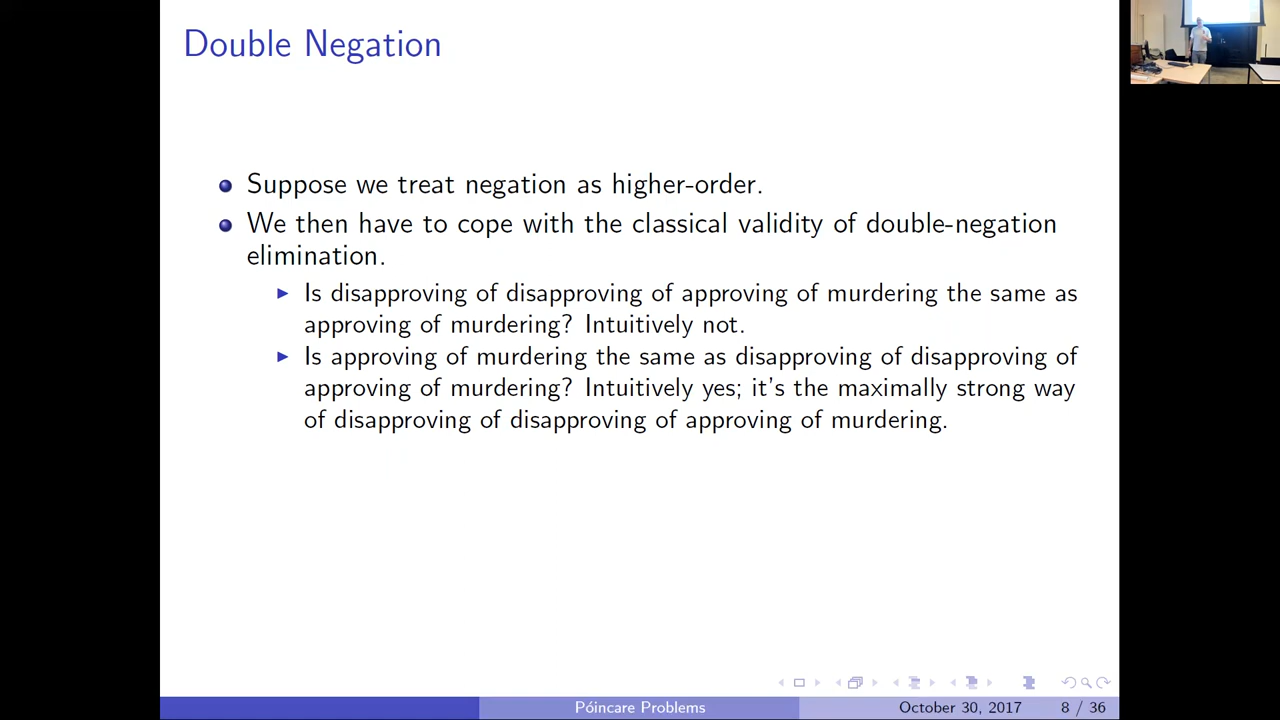 Double Negation
Suppose we treat negation as higher-order.
We then have to cope with the classical validity of double-negation
elimination.
Is disapproving of disapproving of approving of murdering the same as
approving of murdering? Intuitively not.
Is approving of murdering the same as disapproving of disapproving of
approving of murdering? Intuitively yes; it's the maximally strong way
of disapproving of disapproving of approving of murdering.
Póincare Problems
October 30, 2017
8 / 36